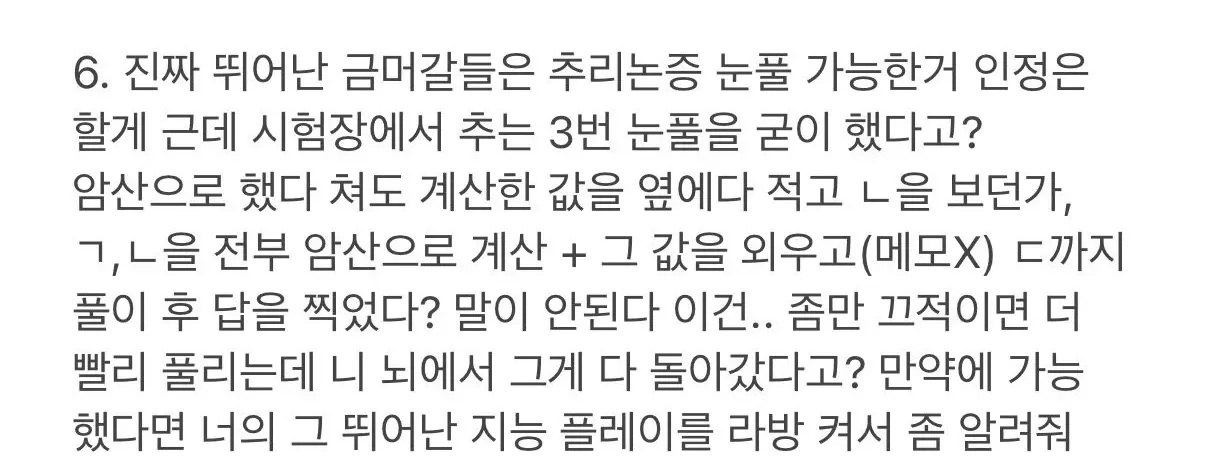 6. 진짜 뛰어난 금머갈들은 추리논증 눈풀 가능한거 인정은
할게 근데 시험장에서 추는 3번 눈풀을 굳이 했다고?
암산으로 했다 쳐도 계산한 값을 옆에다 적고 ㄴ을 보던가,
ㄱ,ㄴ을 전부 암산으로 계산 + 그 값을 외우고(메모X) ㄷ까지
풀이 후 답을 찍었다? 말이 안된다 이건.. 좀만 끄적이면 더
빨리 풀리는데 니 뇌에서 그게 다 돌아갔다고? 만약에 가능
했다면 너의 그 뛰어난 지능 플레이를 라방 켜서 좀 알려줘